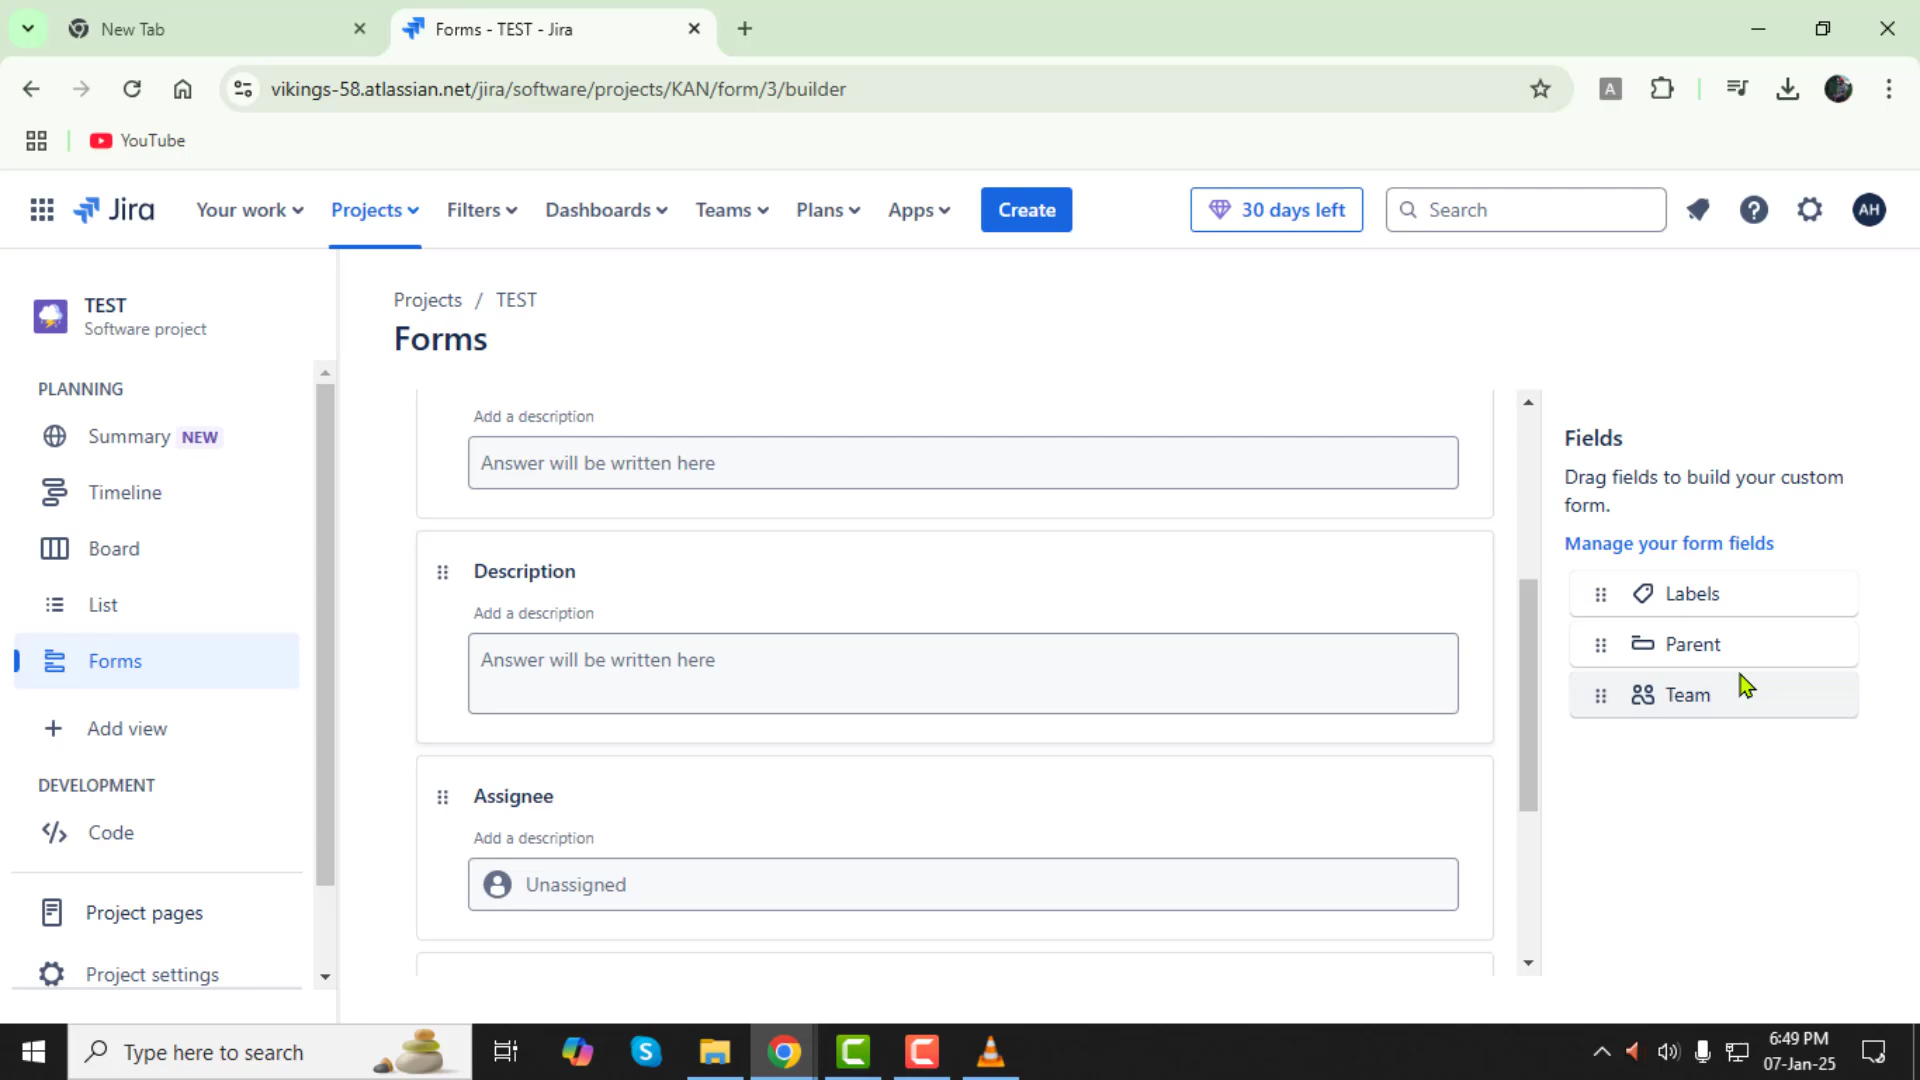 New Tab
Forms - TEST - Jira
vikings-58.atlassian.net/jira/software/projects/KAN/form/3/builder
A
YouTube
Jira
Your work
Projects
Filters
Dashboards
Teams
Plans
Apps
Create
30 days left
Search
AH
TEST
Software project
PLANNING
Summary NEW
Timeline
Board
List
Forms
Add view
DEVELOPMENT
Code
Project pages
Project settings
Projects / TEST
Forms
Add a description
Answer will be written here
Description
Add a description
Answer will be written here
Assignee
Add a description
Unassigned
Fields
Drag fields to build your custom
form.
Manage your form fields
Labels
Parent
Team
Type here to search
6:49 PM
07-Jan-25